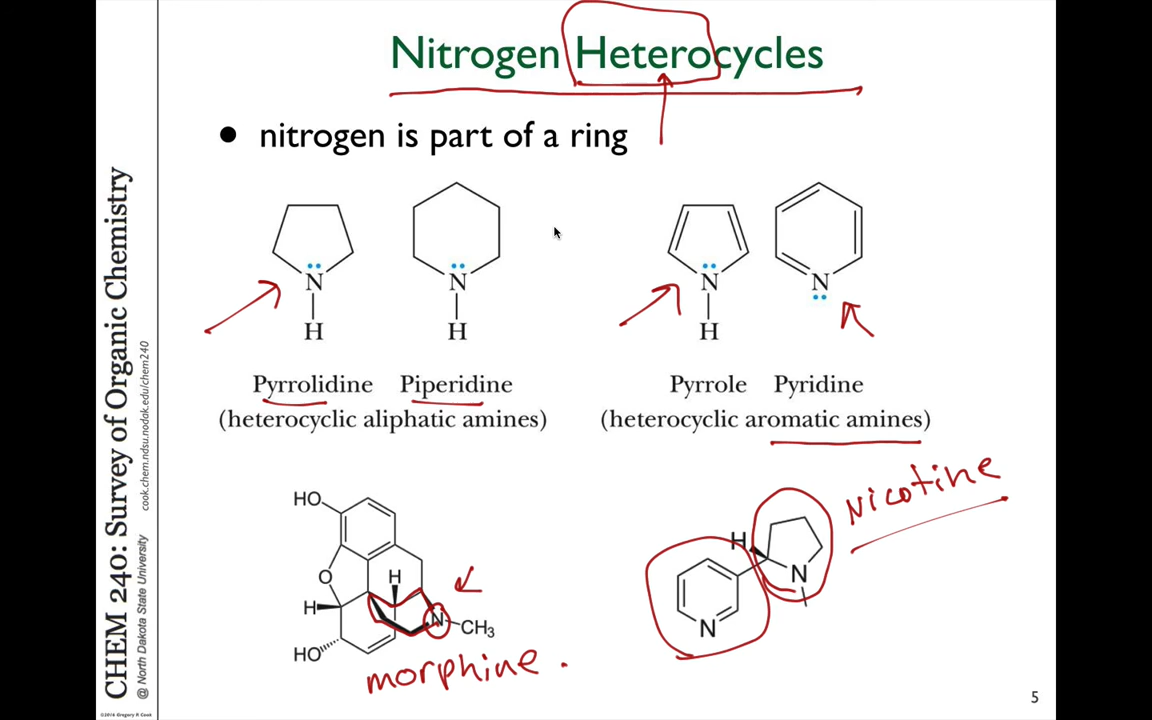 Nitrogen Heterocycles
● nitrogen is part of a ring
N
H
N
H
N
H
N
Pyrrolidine Piperidine
(heterocyclic aliphatic amines)
Pyrrole Pyridine
(heterocyclic aromatic amines)
HO
O
H
H
N
CH3
HO
morphine.
H
N
N
Nicotine
CHEM 240: Survey of Organic Chemistry
@ North Dakota State University cook.chem.ndsu.nodak.edu/chem240
©2016 Gregory R Cook
5